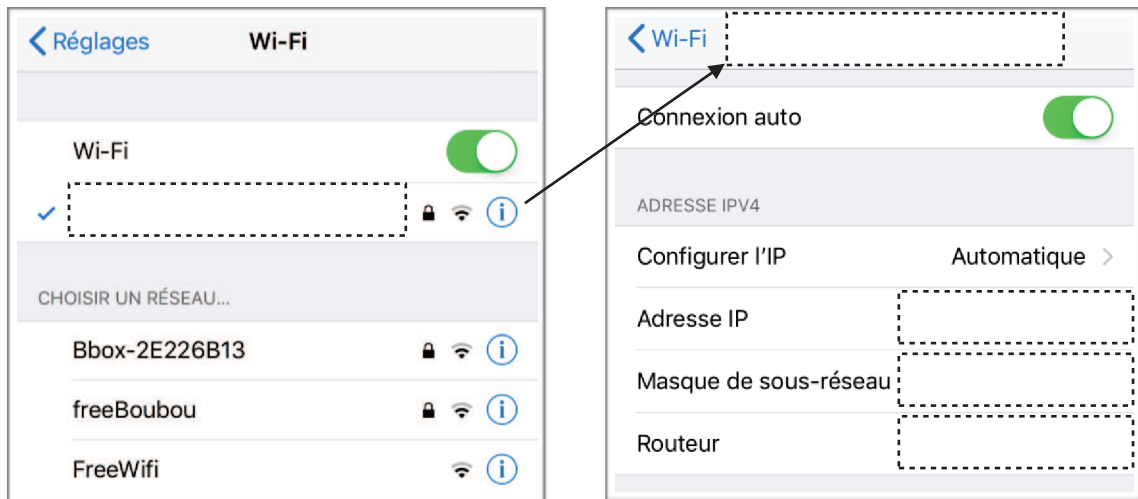 Réglages
Wi-Fi
Wi-Fi
CHOISIR UN RÉSEAU...
Bbox-2E226B13
freeBoubou
FreeWifi
Wi-Fi
Connexion auto
ADRESSE IPV4
Configurer l'IP Automatique
Adresse IP
Masque de sous-réseau
Routeur